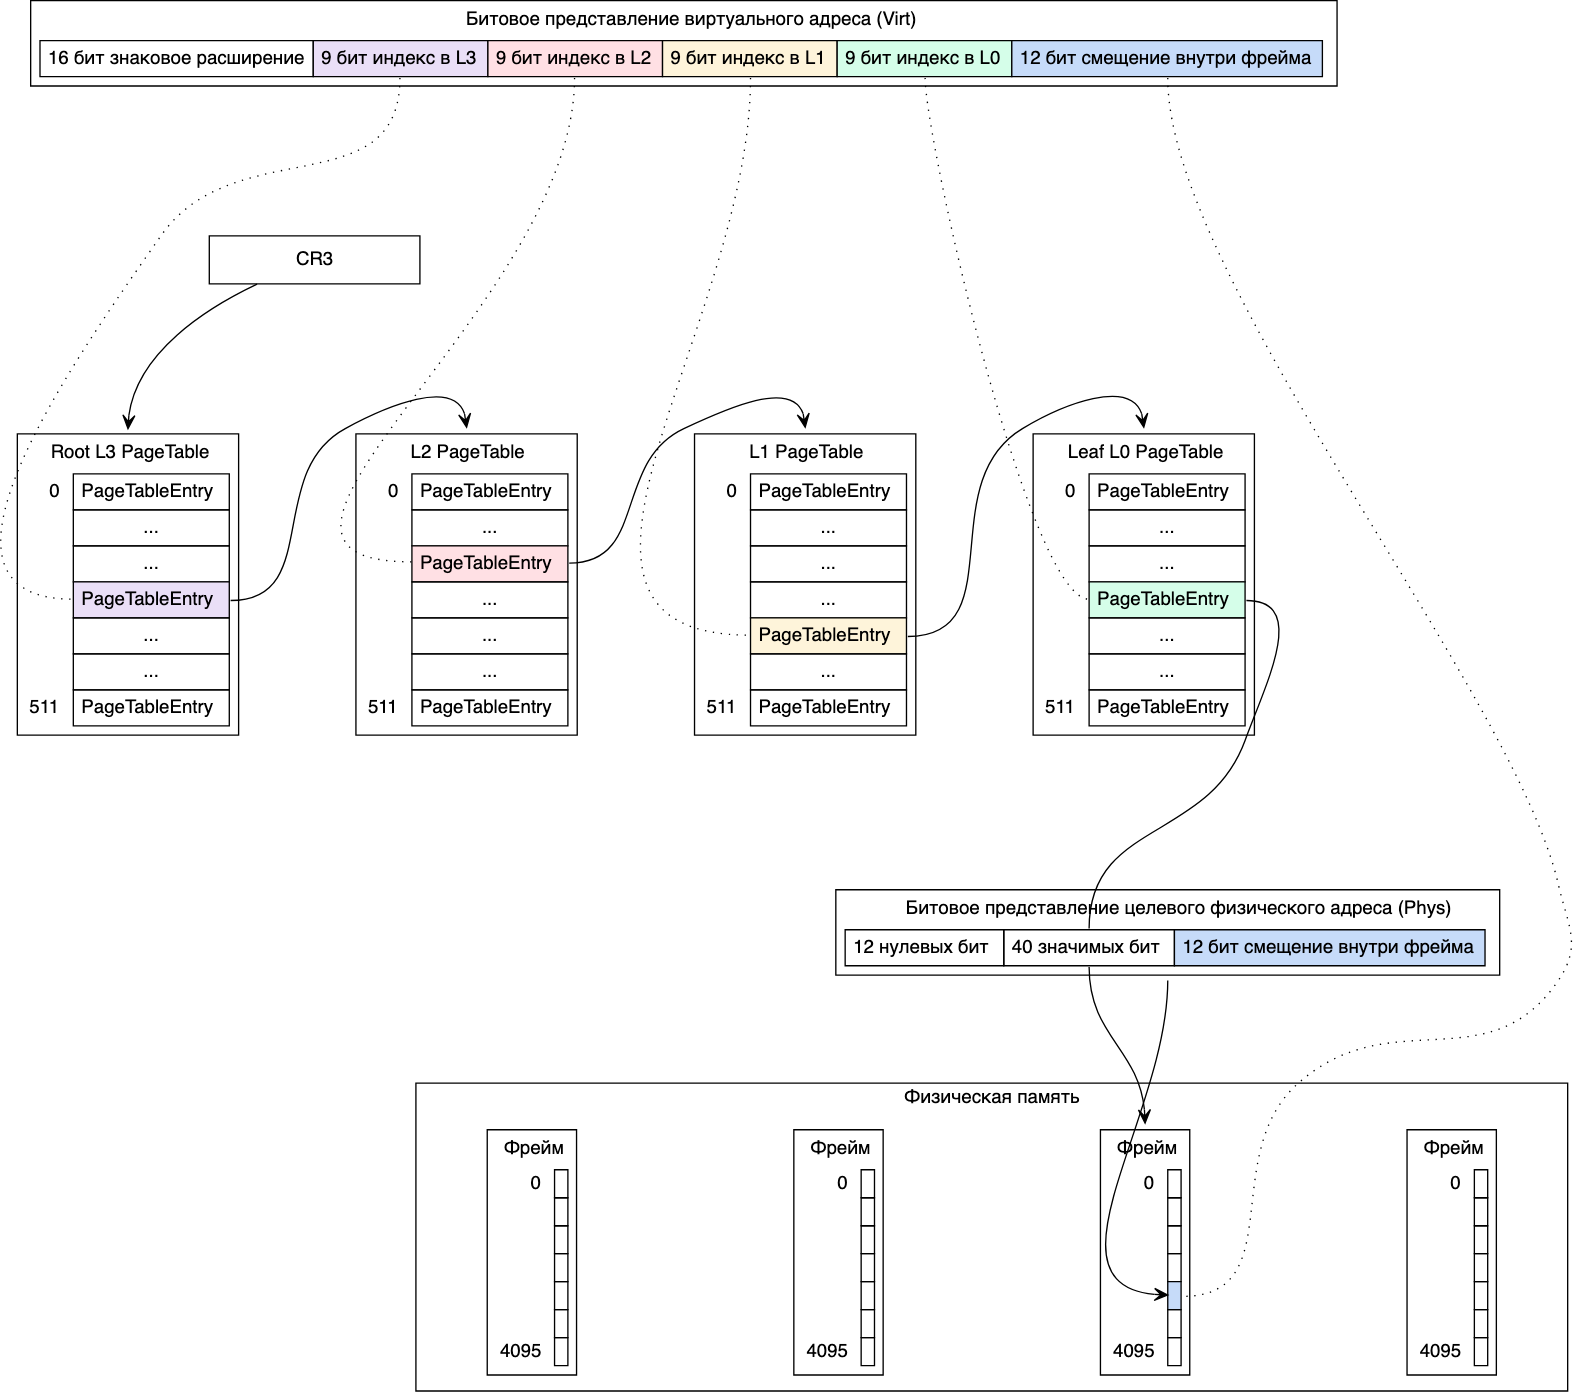 Битовое представление виртуального адреса (Virt)
16 бит знаковое расширение 9 бит индекс в L3 9 бит индекс в L2 9 бит индекс в L1 9 бит индекс в L0 12 бит смещение внутри фрейма
CR3
Root L3 PageTable
0 PageTableEntry
...
...
PageTableEntry
...
...
511 PageTableEntry
L2 PageTable
0 PageTableEntry
...
PageTableEntry
...
...
...
511 PageTableEntry
L1 PageTable
0 PageTableEntry
...
...
...
PageTableEntry
...
511 PageTableEntry
Leaf L0 PageTable
0 PageTableEntry
...
...
PageTableEntry
...
...
511 PageTableEntry
Битовое представление целевого физического адреса (Phys)
12 нулевых бит 40 значимых бит 12 бит смещение внутри фрейма
Физическая память
Фрейм
0
4095
Фрейм
0
4095
Фрейм
0
4095
Фрейм
0
4095